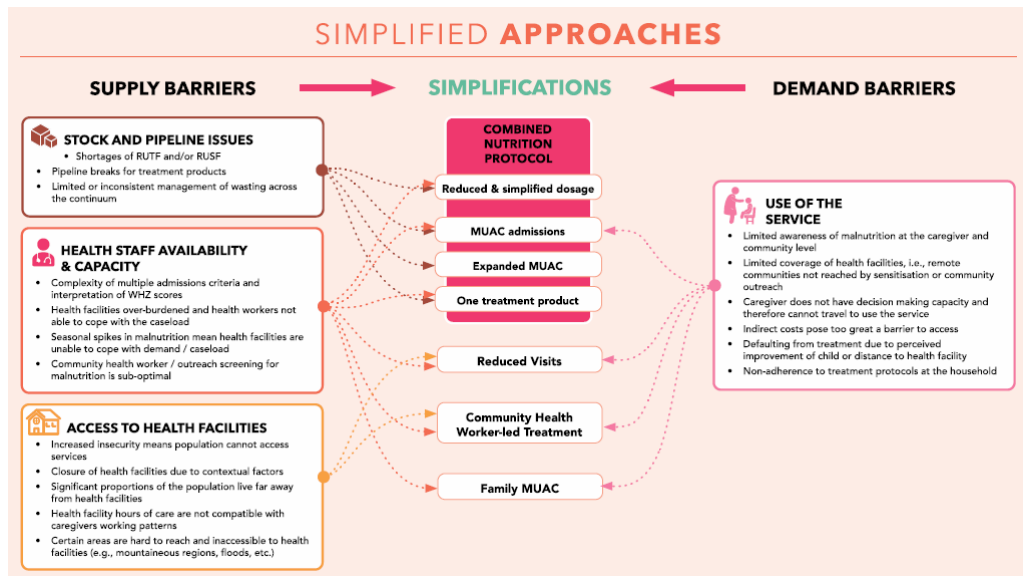 SIMPLIFIED APPROACHES
SUPPLY BARRIERS
SIMPLIFICATIONS
DEMAND BARRIERS
STOCK AND PIPELINE ISSUES
• Shortages of RUTF and/or RUSF
• Pipeline breaks for treatment products
• Limited or inconsistent management of wasting across
the continuum
HEALTH STAFF AVAILABILITY
& CAPACITY
• Complexity of multiple admissions criteria and
interpretation of WHZ scores
• Health facilities over-burdened and health workers not
able to cope with the caseload
• Seasonal spikes in malnutrition mean health facilities are
unable to cope with demand / caseload
• Community health worker / outreach screening for
malnutrition is sub-optimal
ACCESS TO HEALTH FACILITIES
• Increased insecurity means population cannot access
services
• Closure of health facilities due to contextual factors
• Significant proportions of the population live far away
from health facilities
• Health facility hours of care are not compatible with
caregivers working patterns
• Certain areas are hard to reach and inaccessible to health
facilities (e.g., mountaineous regions, floods, etc.)
COMBINED
NUTRITION
PROTOCOL
Reduced & simplified dosage
MUAC admissions
Expanded MUAC
One treatment product
Reduced Visits
Community Health
Worker-led Treatment
Family MUAC
USE OF THE
SERVICE
• Limited awareness of malnutrition at the caregiver and
community level
• Limited coverage of health facilities, i.e., remote
communities not reached by sensitisation or community
outreach
• Caregiver does not have decision making capacity and
therefore cannot travel to use the service
• Indirect costs pose too great a barrier to access
• Defaulting from treatment due to perceived
improvement of child or distance to health facility
• Non-adherence to treatment protocols at the household